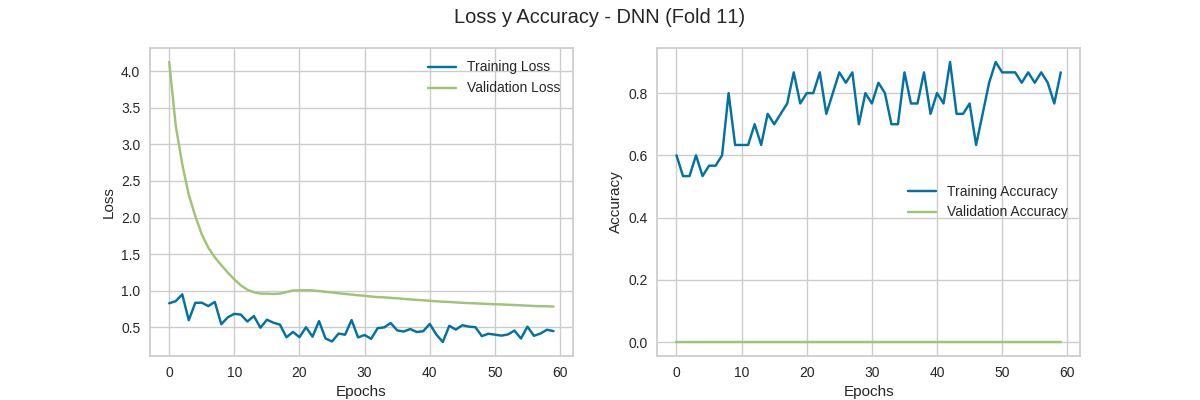 Loss y Accuracy - DNN (Fold 11)
Loss
4.0
3.5
3.0
2.5
2.0
1.5
1.0
0.5
Training Loss
Validation Loss
0 10 20 30 40 50 60
Epochs
Accuracy
0.8
0.6
0.4
0.2
0.0
Training Accuracy
Validation Accuracy
0 10 20 30 40 50 60
Epochs